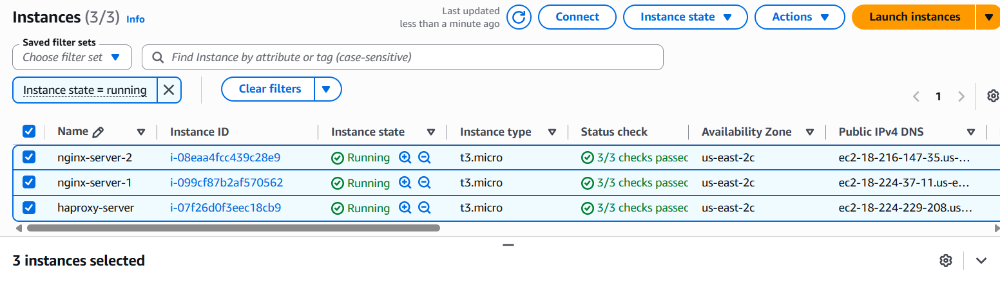 Instances (3/3) Info
Last updated
less than a minute ago
Connect
Instance state
Actions
Launch instances
Saved filter sets
Choose filter set
Find Instance by attribute or tag (case-sensitive)
Instance state = running
Clear filters
1
Name Instance ID Instance state Instance type Status check Availability Zone Public IPv4 DNS
nginx-server-2 i-08eaa4fcc439c28e9 Running t3.micro 3/3 checks passed us-east-2c ec2-18-216-147-35.us-...
nginx-server-1 i-099cf87b2af570562 Running t3.micro 3/3 checks passed us-east-2c ec2-18-224-37-11.us-e...
haproxy-server i-07f26d0f3eec18cb9 Running t3.micro 3/3 checks passed us-east-2c ec2-18-224-229-208.us...
3 instances selected